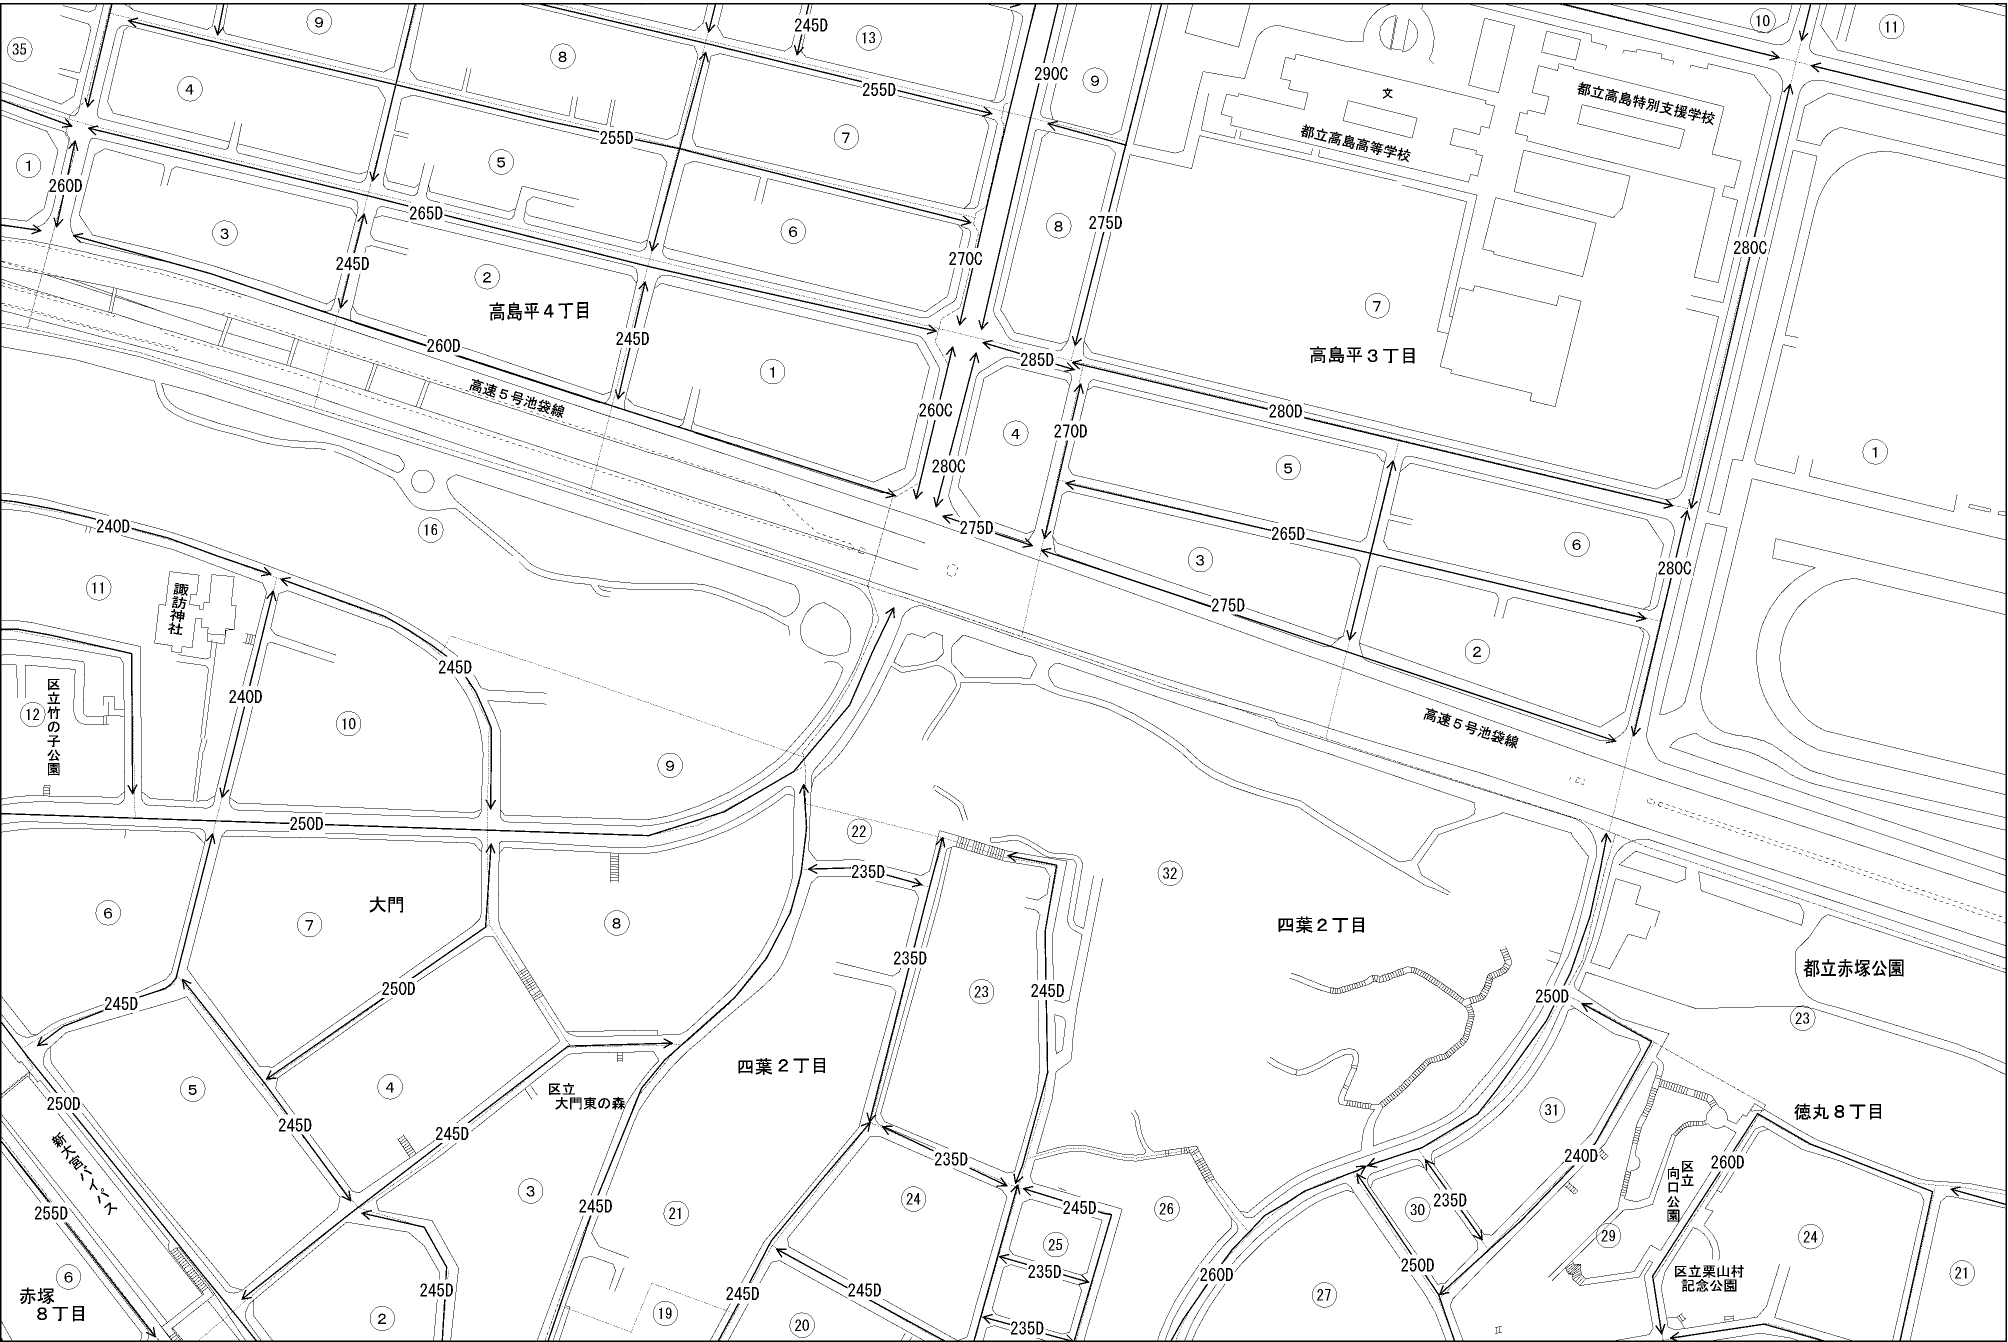 ⑨
245D
⑬
⑩
⑪
㉟
⑧
290C
⑨
④
255D
文
都立高島特別支援学校
255D
⑦
都立高島高等学校
①
260D
⑤
265D
③
⑥
⑧
275D
280C
245D
②
270C
高島平4丁目
⑦
245D
260D
285D
高島平3丁目
①
高速5号池袋線
260C
280D
④
270D
①
280C
⑤
240D
⑯
275D
265D
⑥
③
280C
⑪
諏訪神社
275D
245D
②
240D
区立竹の子公園
⑫
⑩
高速5号池袋線
⑨
250D
㉒
235D
㉜
大門
⑥
⑦
⑧
四葉2丁目
235D
都立赤塚公園
250D
㉓
245D
250D
245D
㉓
四葉2丁目
⑤
④
区立
大門東の森
250D
245D
245D
㉛
徳丸8丁目
新大宮バイパス
235D
240D
260D
区立
向口公園
③
㉔
235D
255D
245D
㉑
245D
㉖
㉚
㉙
㉔
㉕
250D
235D
260D
⑥
区立栗山村
記念公園
㉑
245D
245D
245D
㉗
赤塚
8丁目
②
⑲
⑳
235D